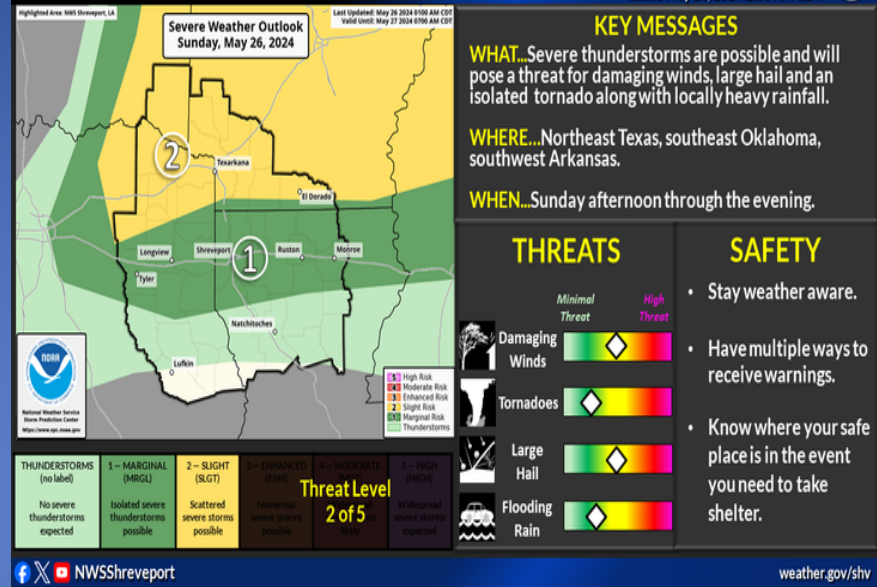 Highlighted Area: NWS Shreveport, LA
Last Updated: May 26 2024 0100 AM CDT
Valid Until: May 27 2024 0700 AM CDT
Severe Weather Outlook
Sunday, May 26, 2024
2
Texarkana
El Dorado
1
Longview
Shreveport
Ruston
Monroe
Tyler
Natchitoches
Lufkin
NOAA
National Weather Service
Storm Prediction Center
https://www.spc.noaa.gov
5 High Risk
4 Moderate Risk
3 Enhanced Risk
2 Slight Risk
1 Marginal Risk
Thunderstorms
THUNDERSTORMS
(no label)
No severe
thunderstorms
expected
1 – MARGINAL
(MRGL)
Isolated severe
thunderstorms
possible
2 – SLIGHT
(SLGT)
Scattered
severe storms
possible
3 – ENHANCED
(ENH)
Numerous
severe storms
possible
4 – MODERATE
likely
5 – HIGH
(HIGH)
Widespread
severe storms
expected
Threat Level
2 of 5
KEY MESSAGES
WHAT...Severe thunderstorms are possible and will
pose a threat for damaging winds, large hail and an
isolated tornado along with locally heavy rainfall.
WHERE...Northeast Texas, southeast Oklahoma,
southwest Arkansas.
WHEN...Sunday afternoon through the evening.
THREATS
Minimal
Threat
High
Threat
Damaging
Winds
Tornadoes
Large
Hail
Flooding
Rain
SAFETY
• Stay weather aware.
• Have multiple ways to
receive warnings.
• Know where your safe
place is in the event
you need to take
shelter.
NWSShreveport
weather.gov/shv